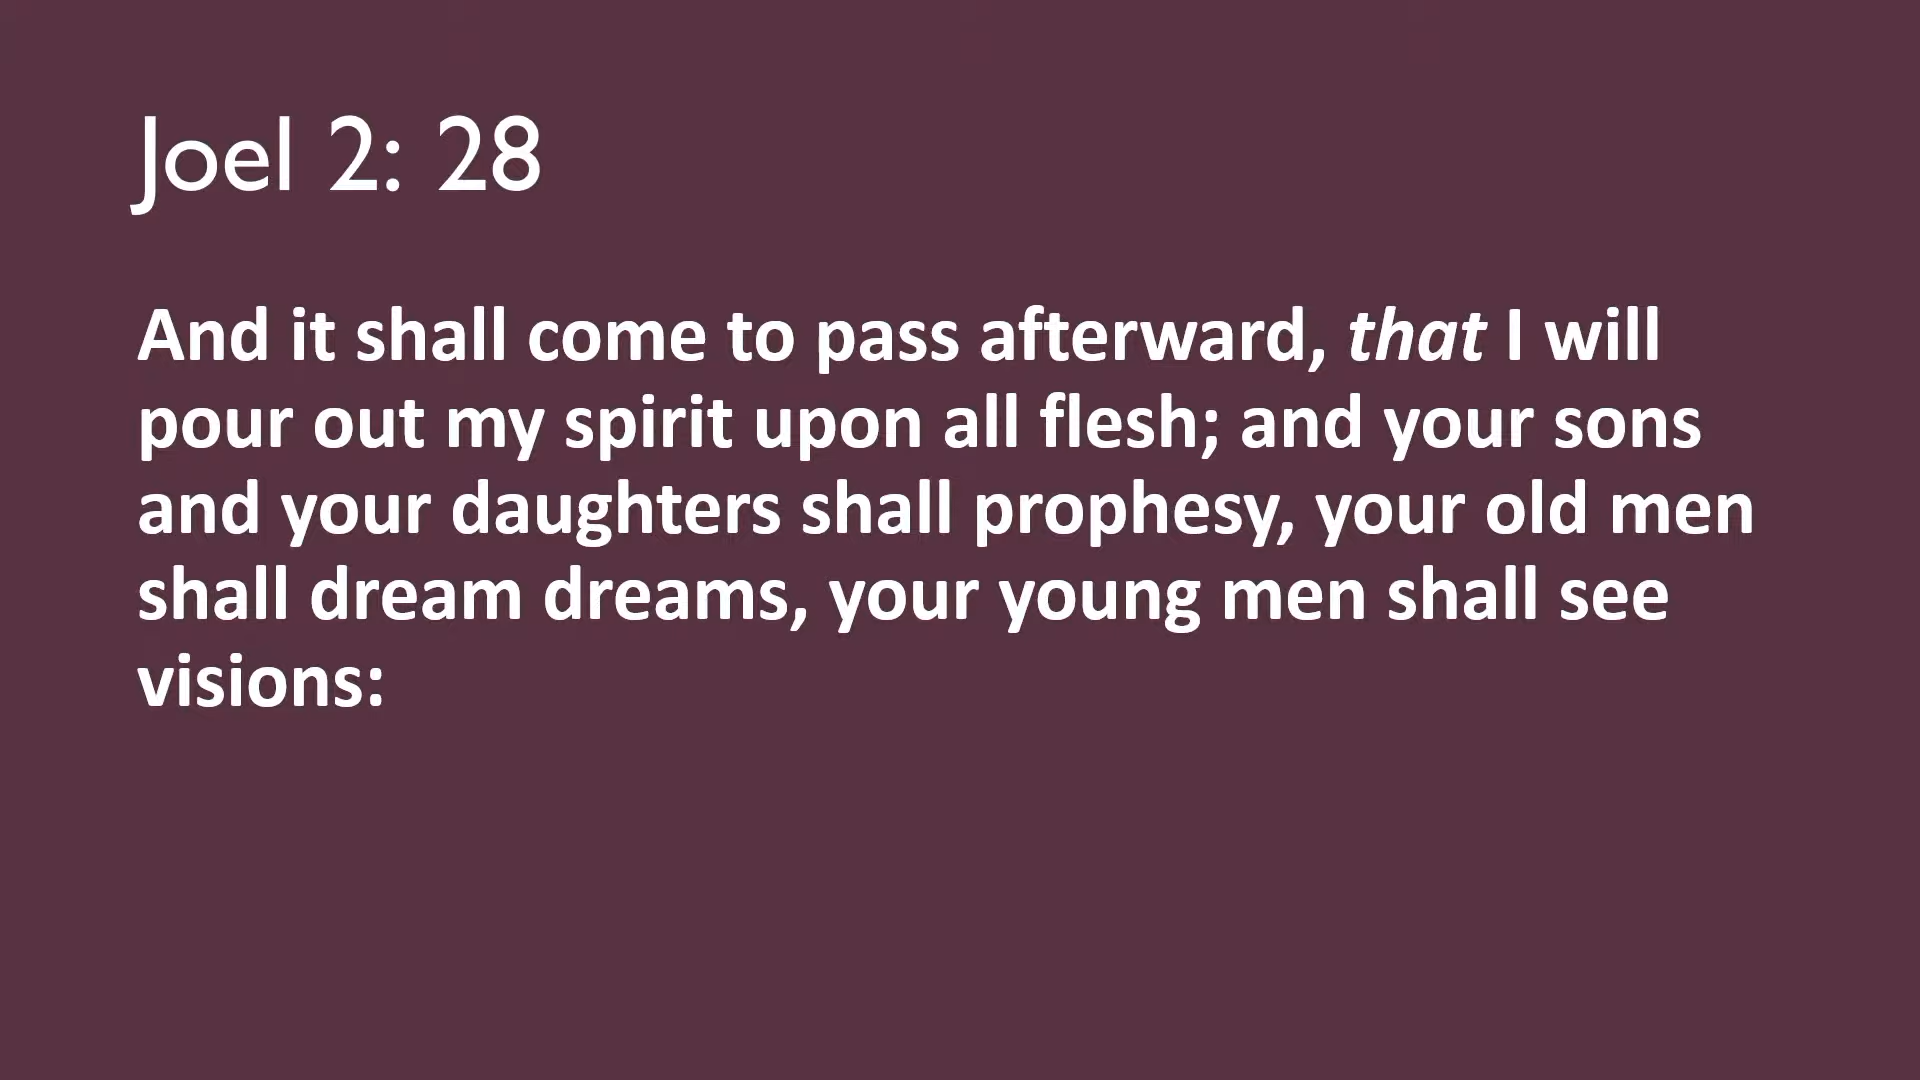 Joel 2: 28
And it shall come to pass afterward, that I will
pour out my spirit upon all flesh; and your sons
and your daughters shall prophesy, your old men
shall dream dreams, your young men shall see
visions: